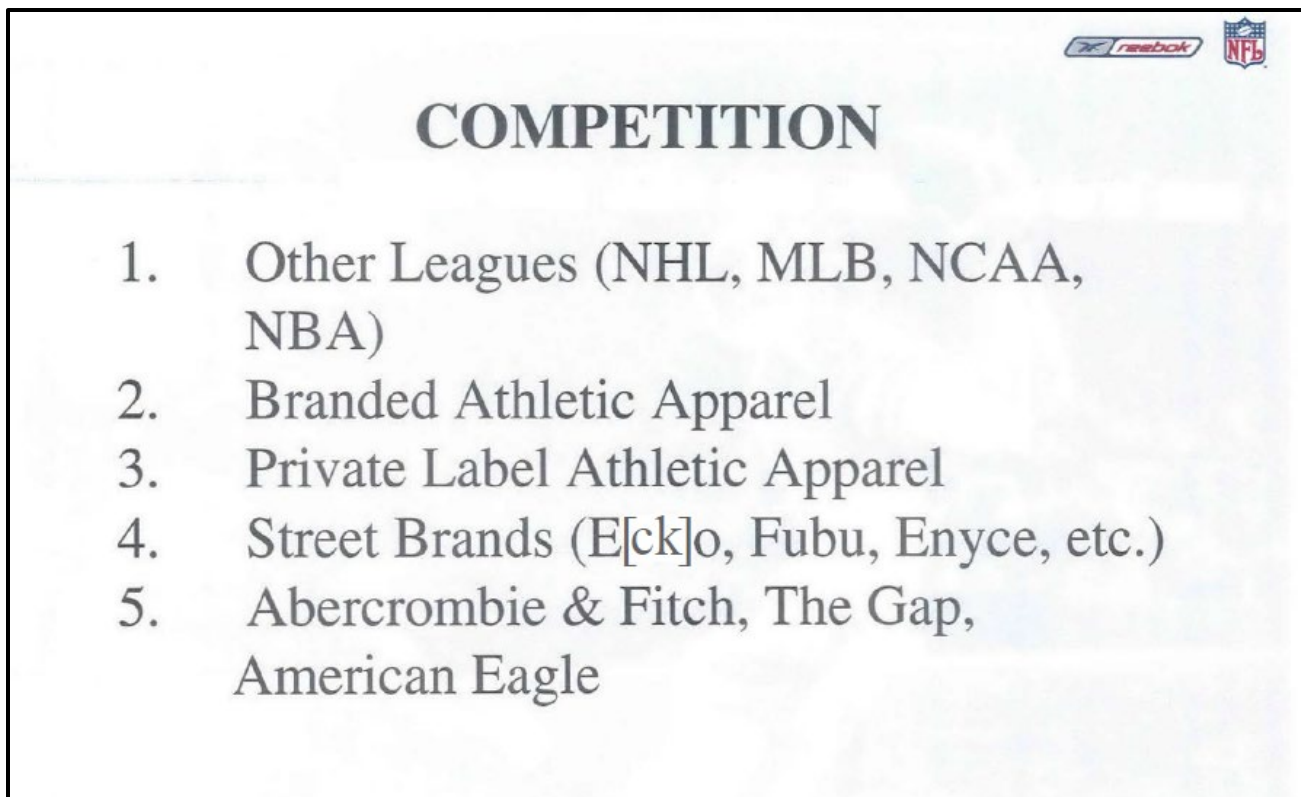 reebok NFL
COMPETITION
1. Other Leagues (NHL, MLB, NCAA,
NBA)
2. Branded Athletic Apparel
3. Private Label Athletic Apparel
4. Street Brands (E[ck]o, Fubu, Enyce, etc.)
5. Abercrombie & Fitch, The Gap,
American Eagle